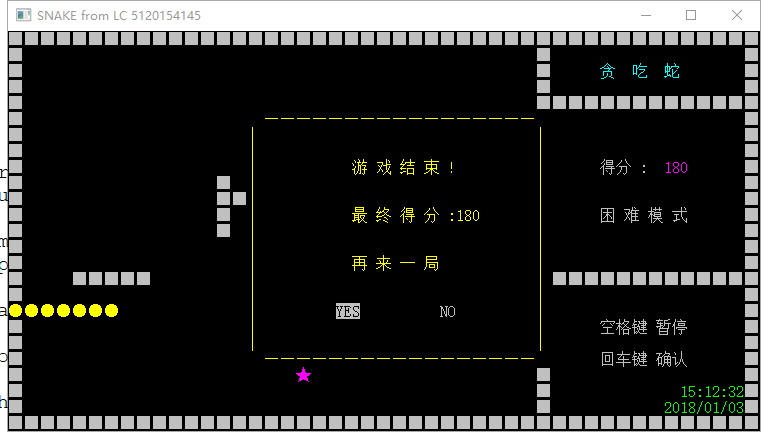 SNAKE from LC 5120154145
贪 吃 蛇
游 戏 结 束 !
得分 : 180
最 终 得 分 :180
困 难 模 式
再 来 一 局
YES NO
空格键 暂停
回车键 确认
15:12:32
2018/01/03